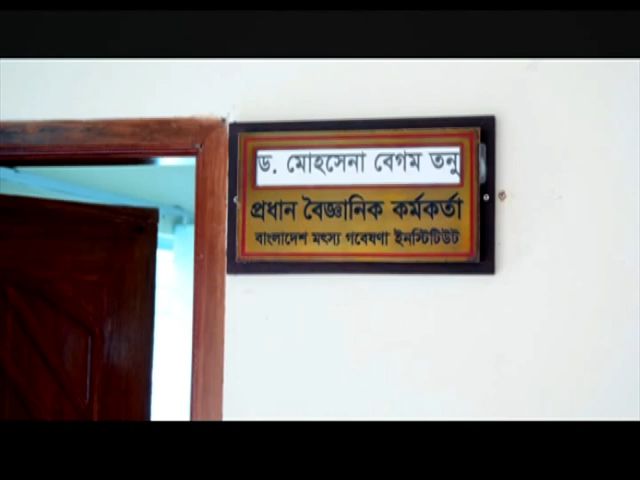 ড. মোহসেনা বেগম তনু
প্রধান বৈজ্ঞানিক কর্মকর্তা
বাংলাদেশ মৎস্য গবেষণা ইনস্টিটিউট